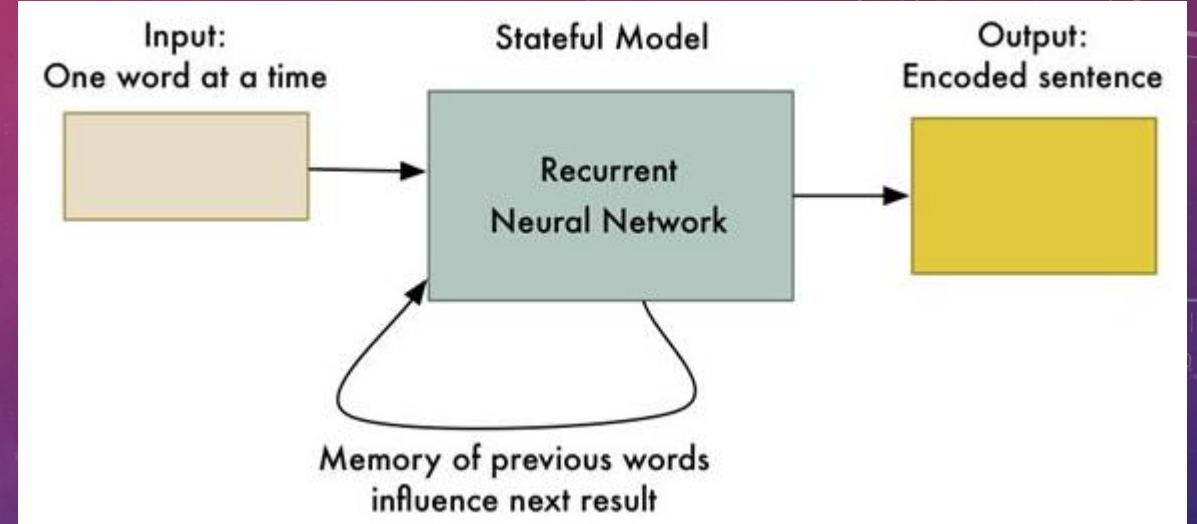 Input:
One word at a time
Stateful Model
Output:
Encoded sentence
Recurrent
Neural Network
Memory of previous words
influence next result